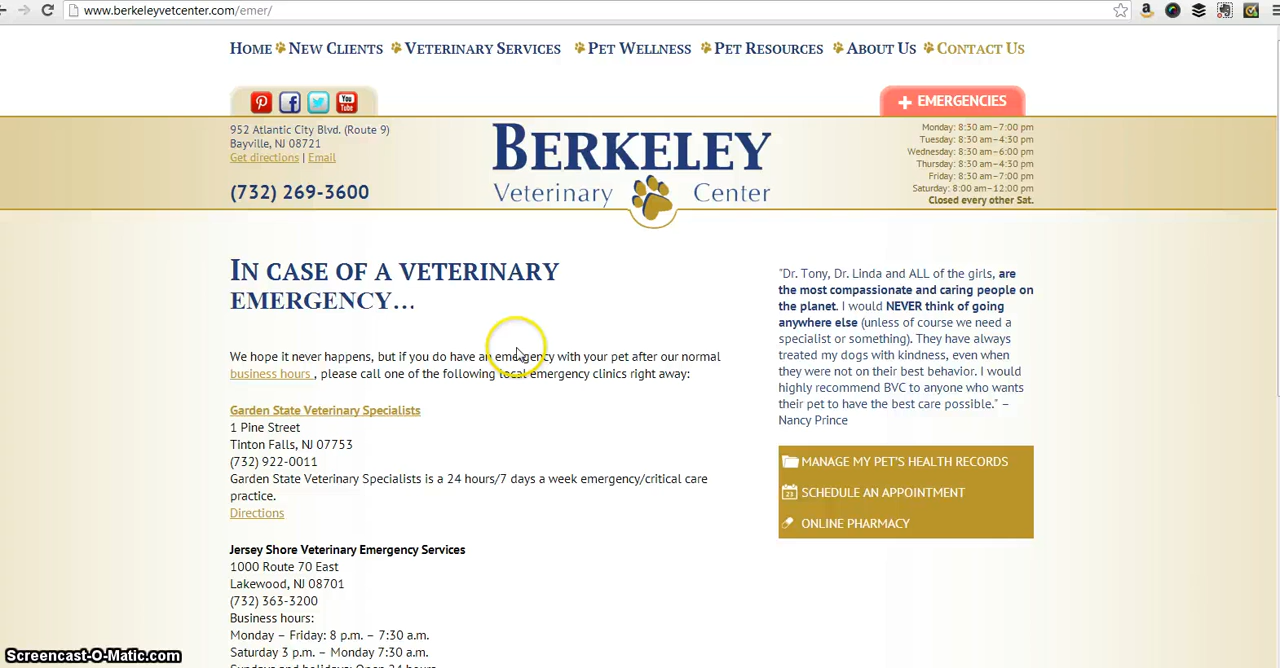 www.berkeleyvetcenter.com/emer/
HOME NEW CLIENTS VETERINARY SERVICES PET WELLNESS PET RESOURCES ABOUT US CONTACT US
You Tube
EMERGENCIES
952 Atlantic City Blvd. (Route 9)
Bayville, NJ 08721
Get directions | Email
(732) 269-3600
BERKELEY
Veterinary Center
Monday: 8:30 am–7:00 pm
Tuesday: 8:30 am–4:30 pm
Wednesday: 8:30 am–6:00 pm
Thursday: 8:30 am–4:30 pm
Friday: 8:30 am–7:00 pm
Saturday: 8:00 am–12:00 pm
Closed every other Sat.
IN CASE OF A VETERINARY
EMERGENCY…
We hope it never happens, but if you do have an emergency with your pet after our normal
business hours , please call one of the following local emergency clinics right away:
Garden State Veterinary Specialists
1 Pine Street
Tinton Falls, NJ 07753
(732) 922-0011
Garden State Veterinary Specialists is a 24 hours/7 days a week emergency/critical care
practice.
Directions
Jersey Shore Veterinary Emergency Services
1000 Route 70 East
Lakewood, NJ 08701
(732) 363-3200
Business hours:
Monday – Friday: 8 p.m. – 7:30 a.m.
Saturday 3 p.m. – Monday 7:30 a.m.
Sundays and holidays: Open 24 hours
"Dr. Tony, Dr. Linda and ALL of the girls, are
the most compassionate and caring people on
the planet. I would NEVER think of going
anywhere else (unless of course we need a
specialist or something). They have always
treated my dogs with kindness, even when
they were not on their best behavior. I would
highly recommend BVC to anyone who wants
their pet to have the best care possible." –
Nancy Prince
MANAGE MY PET'S HEALTH RECORDS
23 SCHEDULE AN APPOINTMENT
ONLINE PHARMACY
Screencast-O-Matic.com